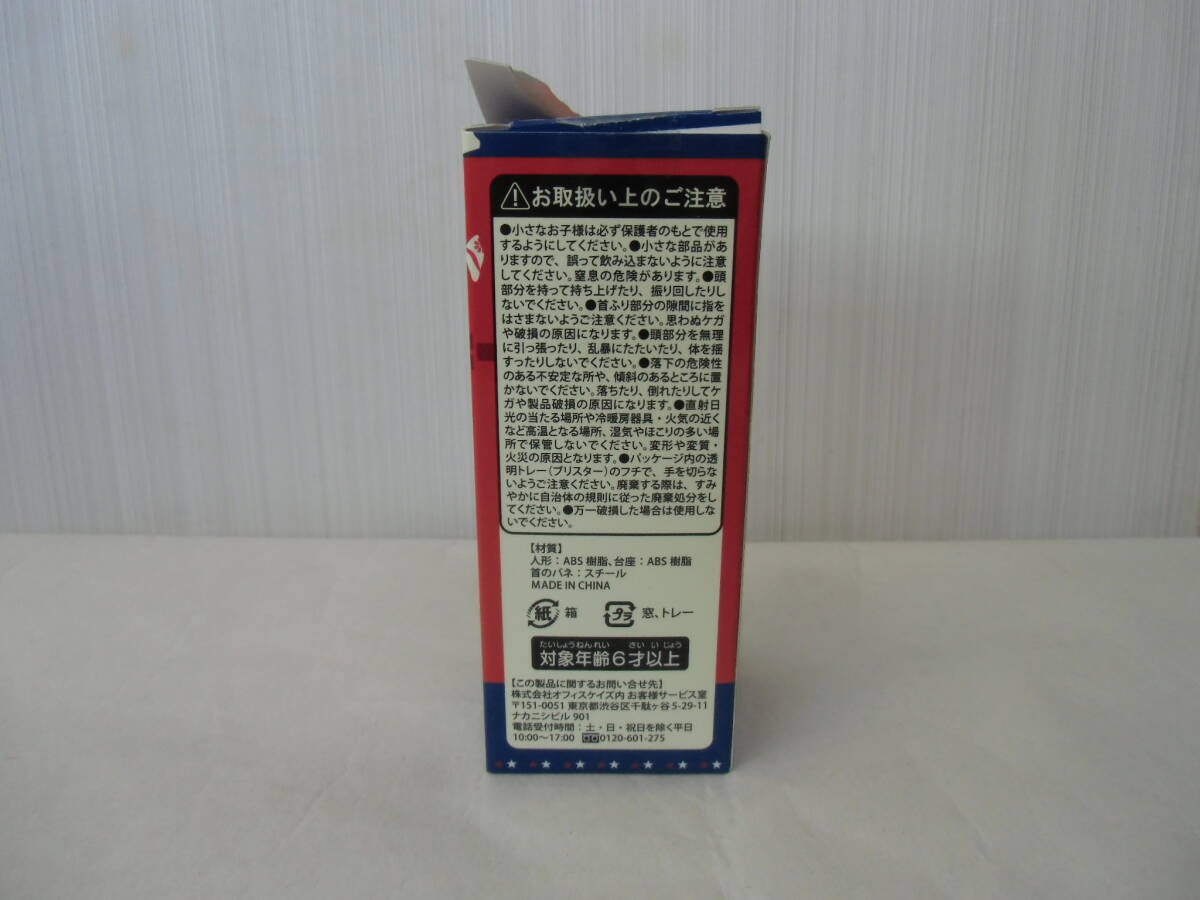 お取扱い上のご注意
●小さなお子様は必ず保護者のもとで使用
するようにしてください。●小さな部品があ
りますので、誤って飲み込まないように注意
してください。窒息の危険があります。●頭
部分を持って持ち上げたり、振り回したりし
ないでください。●首ふり部分の隙間に指を
はさまないようご注意ください。思わぬケガ
や破損の原因になります。●頭部分を無理
に引っ張ったり、乱暴にたたいたり、体を揺
すったりしないでください。●落下の危険性
のある不安定な所や、傾斜のあるところに置
かないでください。落ちたり、倒れたりしてケ
ガや製品破損の原因になります。●直射日
光の当たる場所や冷暖房器具・火気の近く
など高温となる場所、湿気やほこりの多い場
所で保管しないでください。変形や変質・
火災の原因となります。●パッケージ内の透
明トレー(ブリスター)のフチで、手を切らな
いようご注意ください。廃棄する際は、すみ
やかに自治体の規則に従った廃棄処分をし
てください。●万一破損した場合は使用しな
いでください。
【材質】
人形：ABS 樹脂、台座：ABS 樹脂
首のバネ：スチール
MADE IN CHINA
紙 箱 プラ 窓、トレー
たいしょうねんれい さい いじょう
対象年齢6才以上
【この製品に関するお問い合せ先】
株式会社オフィスケイズ内 お客様サービス室
〒151-0051 東京都渋谷区千駄ヶ谷 5-29-11
ナカニシビル 901
電話受付時間：土・日・祝日を除く平日
10:00～17:00 0120-601-275